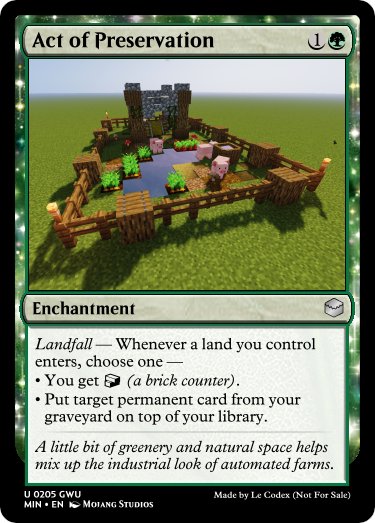 Act of Preservation 1
Enchantment
Landfall — Whenever a land you control
enters, choose one —
• You get (a brick counter).
• Put target permanent card from your
graveyard on top of your library.
A little bit of greenery and natural space helps
mix up the industrial look of automated farms.
U 0205 GWU
MIN • EN Mojang Studios
Made by Le Codex (Not For Sale)